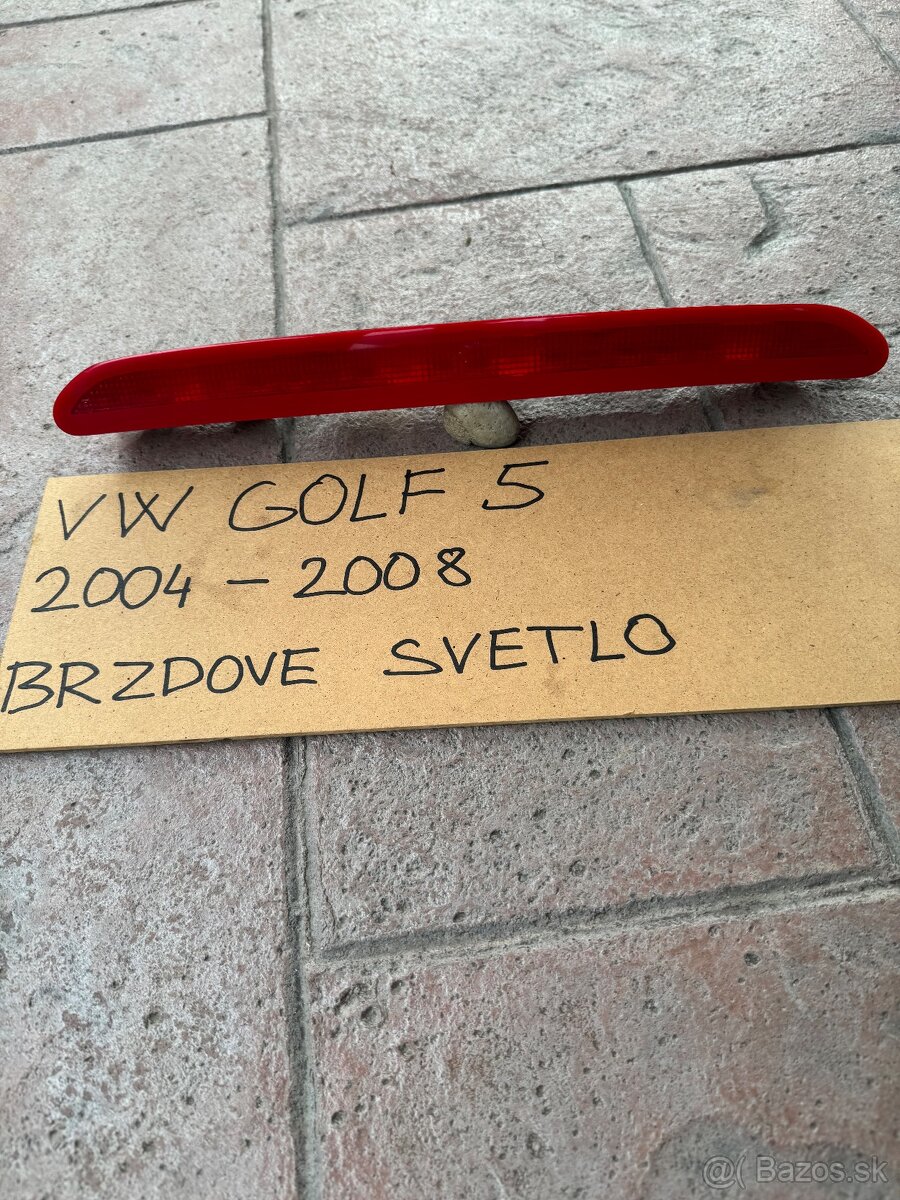 VW GOLF 5
2004 - 2008
BRZDOVE SVETLO
@( Bazos.sk